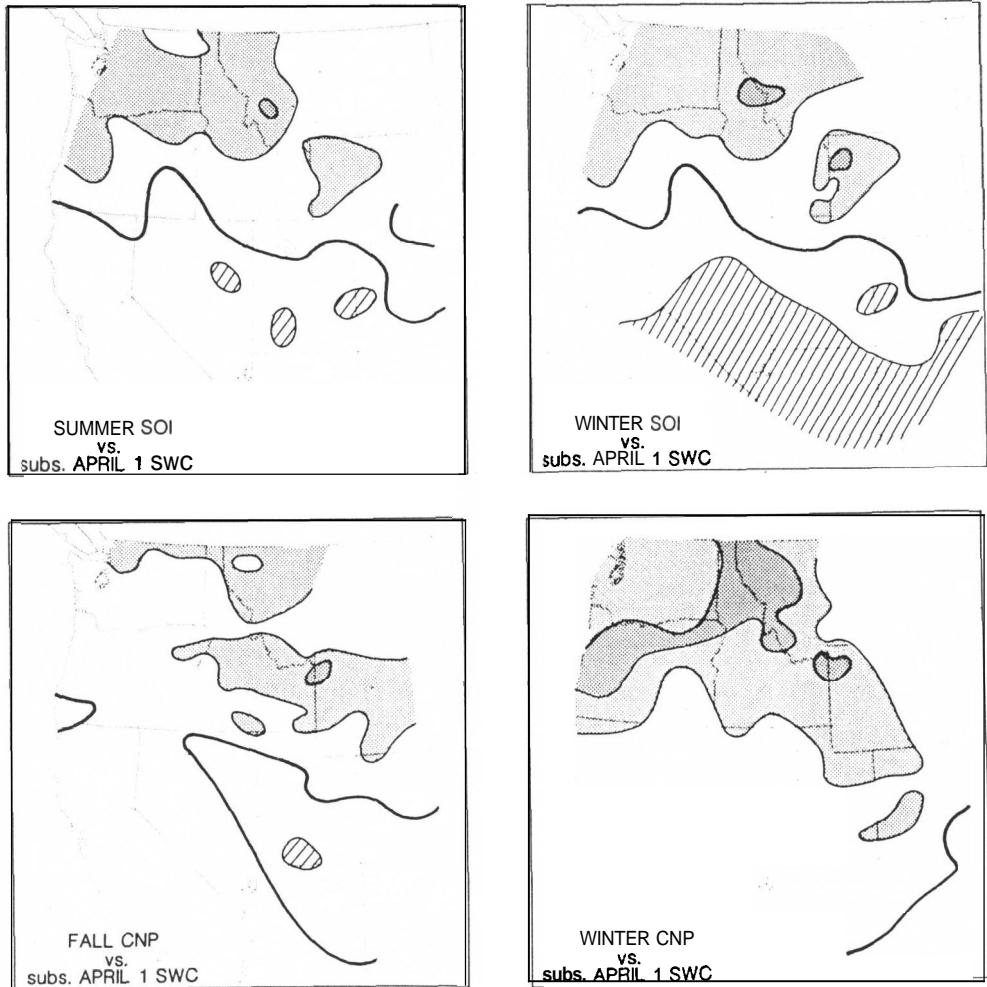 SUMMER SOI
vs.
subs. APRIL 1 SWC
WINTER SOI
vs.
subs. APRIL 1 SWC
FALL CNP
vs.
subs. APRIL 1 SWC
WINTER CNP
vs.
subs. APRIL 1 SWC